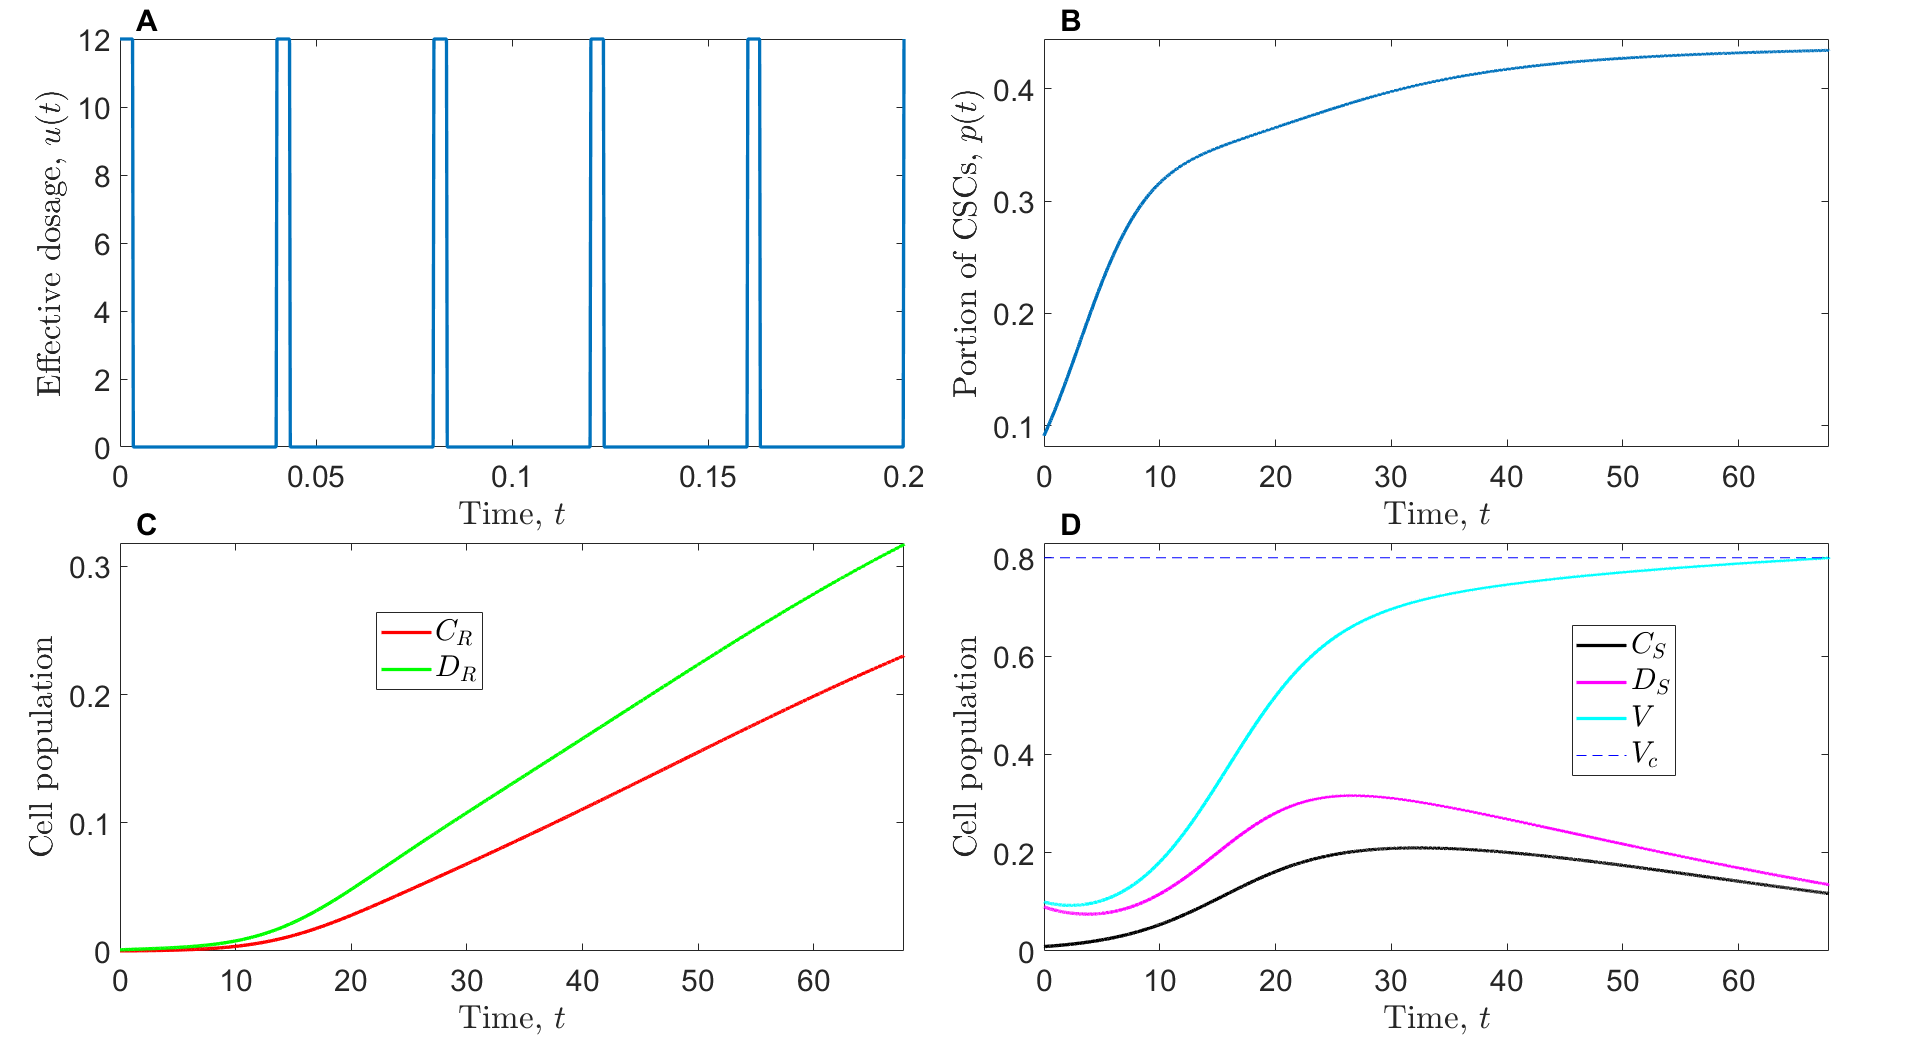 A
Effective dosage, u(t)
12
10
8
6
4
2
0
0 0.05 0.1 0.15 0.2
Time, t
B
Portion of CSCs, p(t)
0.4
0.3
0.2
0.1
0 10 20 30 40 50 60
Time, t
C
Cell population
0.3
0.2
0.1
0
C_R
D_R
0 10 20 30 40 50 60
Time, t
D
Cell population
0.8
0.6
0.4
0.2
0
C_S
D_S
V
V_c
0 10 20 30 40 50 60
Time, t